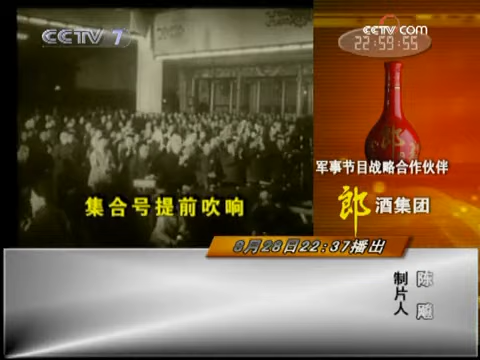 CCTV 7
CCTV.com
22:59:55
军事节目战略合作伙伴
郎酒集团
集合号提前吹响
8月28日22:37播出
制片人
陈飚